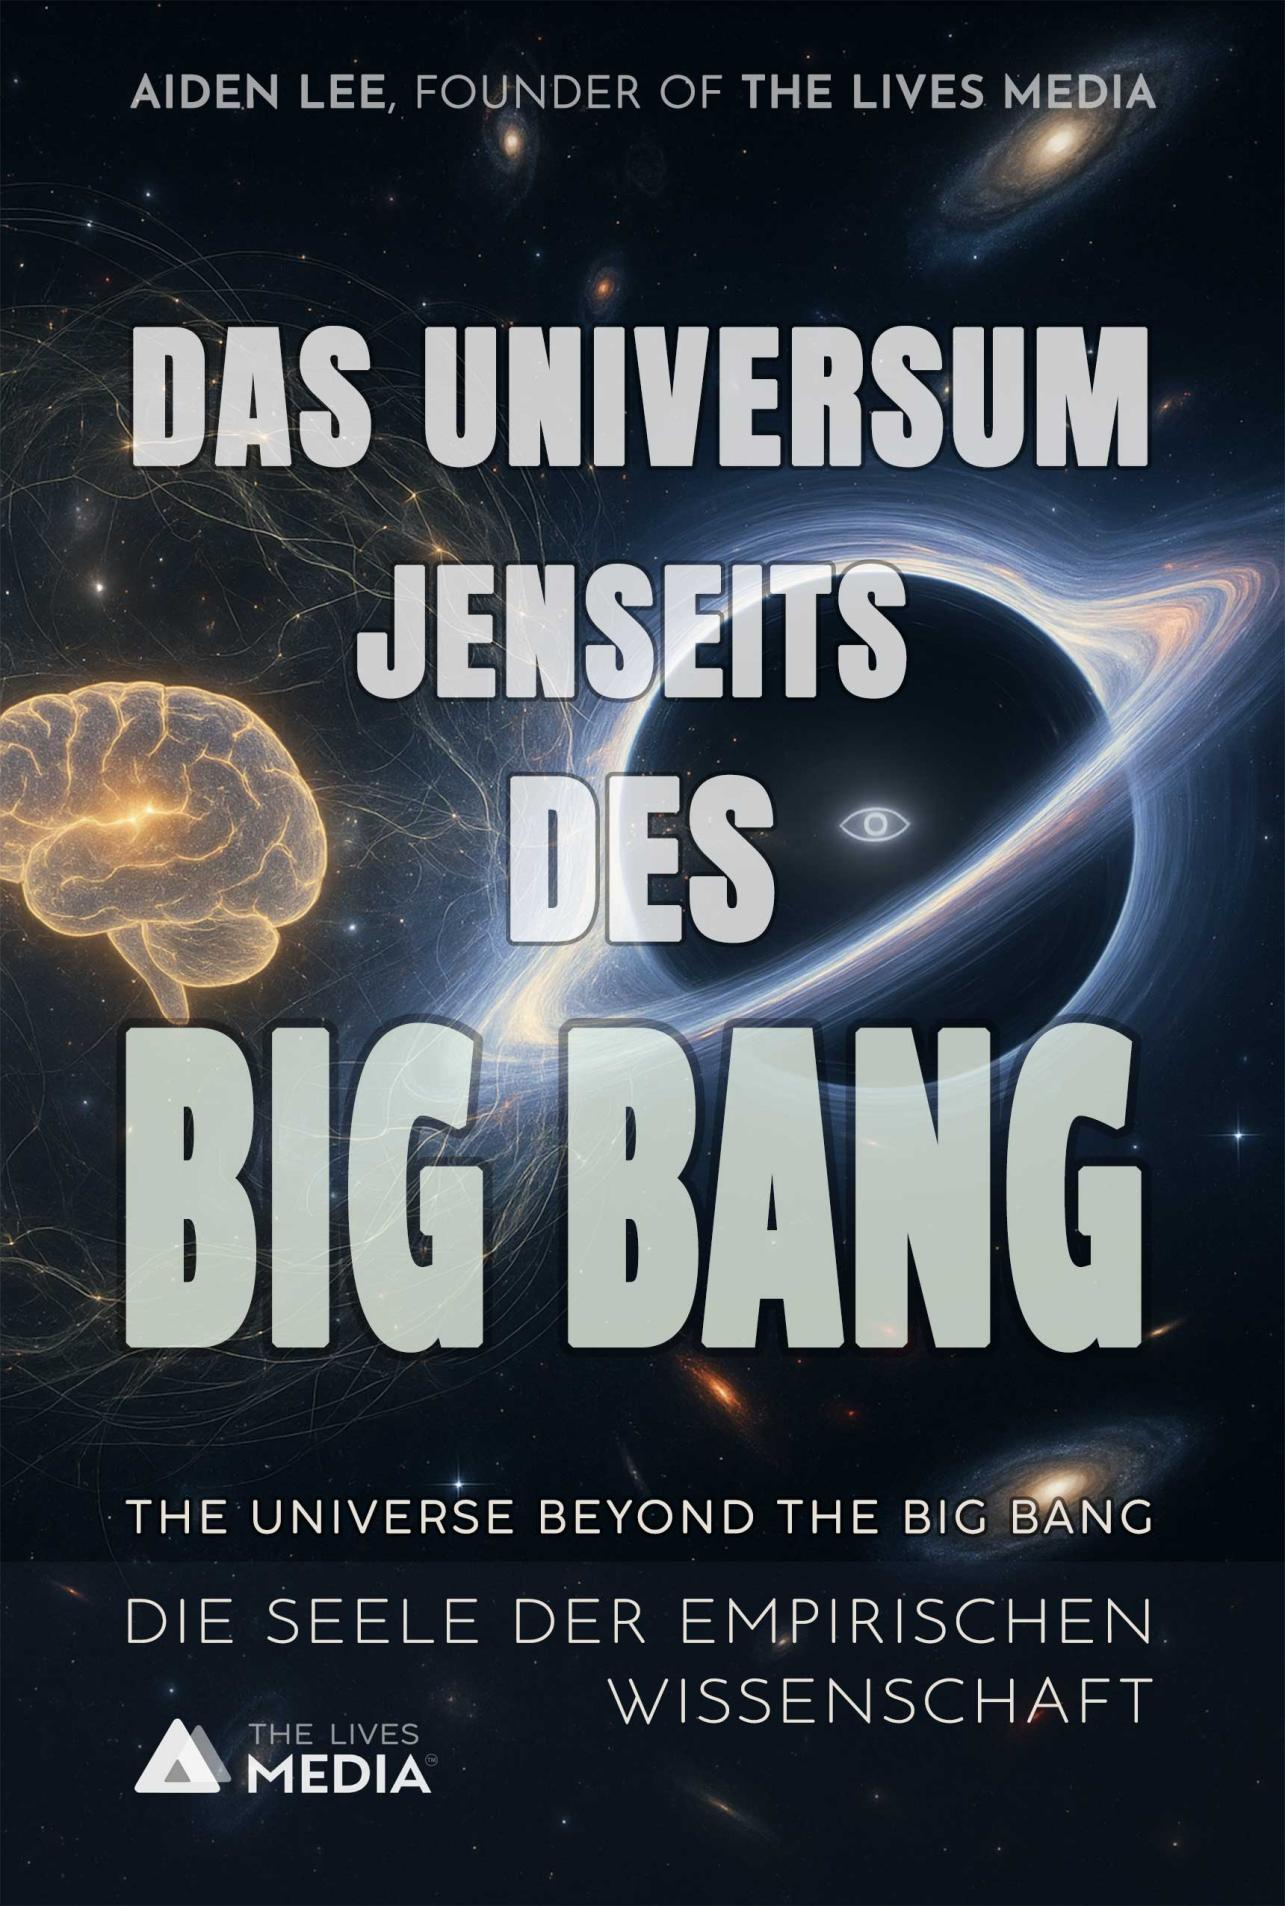 AIDEN LEE, FOUNDER OF THE LIVES MEDIA
DAS UNIVERSUM
JENSEITS
DES
BIG BANG
THE UNIVERSE BEYOND THE BIG BANG
DIE SEELE DER EMPIRISCHEN
WISSENSCHAFT
THE LIVES
MEDIA™